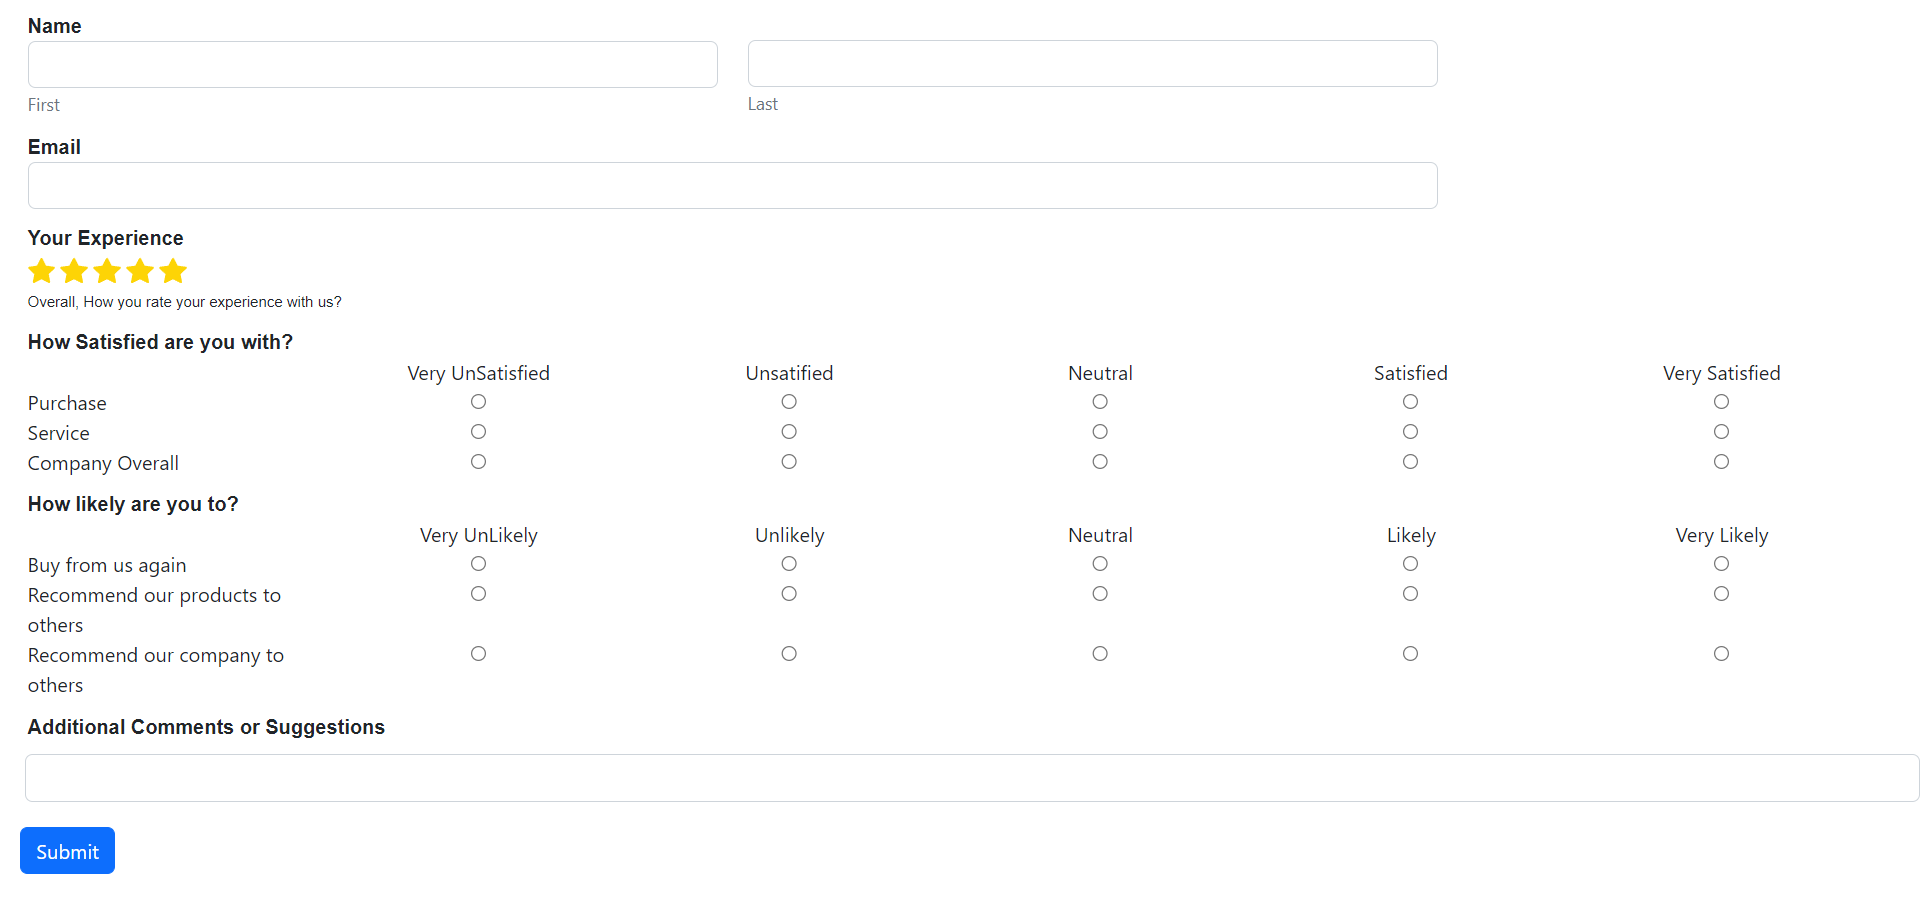 Name
First
Last
Email
Your Experience
Overall, How you rate your experience with us?
How Satisfied are you with?
Very UnSatisfied Unsatified Neutral Satisfied Very Satisfied
Purchase
Service
Company Overall
How likely are you to?
Very UnLikely Unlikely Neutral Likely Very Likely
Buy from us again
Recommend our products to
others
Recommend our company to
others
Additional Comments or Suggestions
Submit